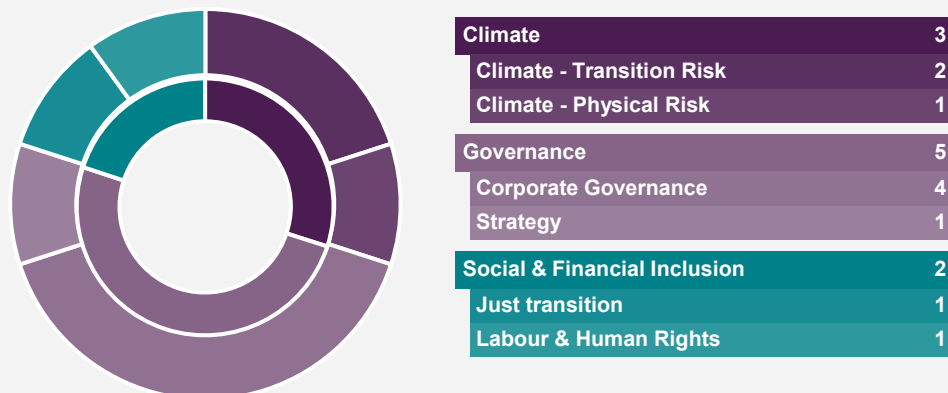 Climate 3
Climate - Transition Risk 2
Climate - Physical Risk 1
Governance 5
Corporate Governance 4
Strategy 1
Social & Financial Inclusion 2
Just transition 1
Labour & Human Rights 1